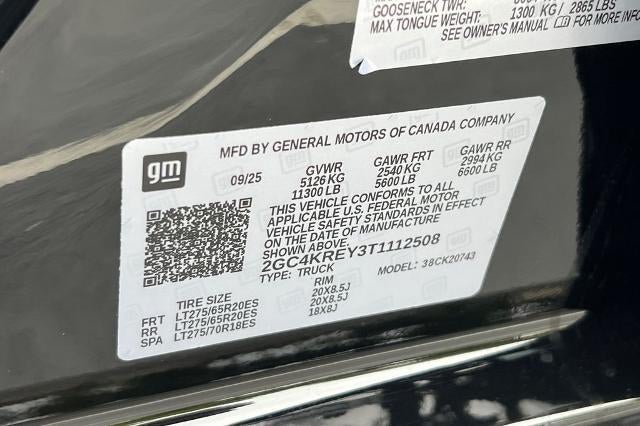 GOOSENECK TWR:
MAX TONGUE WEIGHT: 1300 KG / 2865 LBS
SEE OWNER'S MANUAL FOR MORE INFO
gm
MFD BY GENERAL MOTORS OF CANADA COMPANY
09/25 GVWR GAWR FRT GAWR RR
5126 KG 2540 KG 2994 KG
11300 LB 5600 LB 6600 LB
THIS VEHICLE CONFORMS TO ALL
APPLICABLE U.S. FEDERAL MOTOR
VEHICLE SAFETY STANDARDS IN EFFECT
ON THE DATE OF MANUFACTURE
SHOWN ABOVE.
2GC4KREY3T1112508
TYPE: TRUCK MODEL: 38CK20743
TIRE SIZE RIM
FRT LT275/65R20ES 20X8.5J
RR LT275/65R20ES 20X8.5J
SPA LT275/70R18ES 18X8J